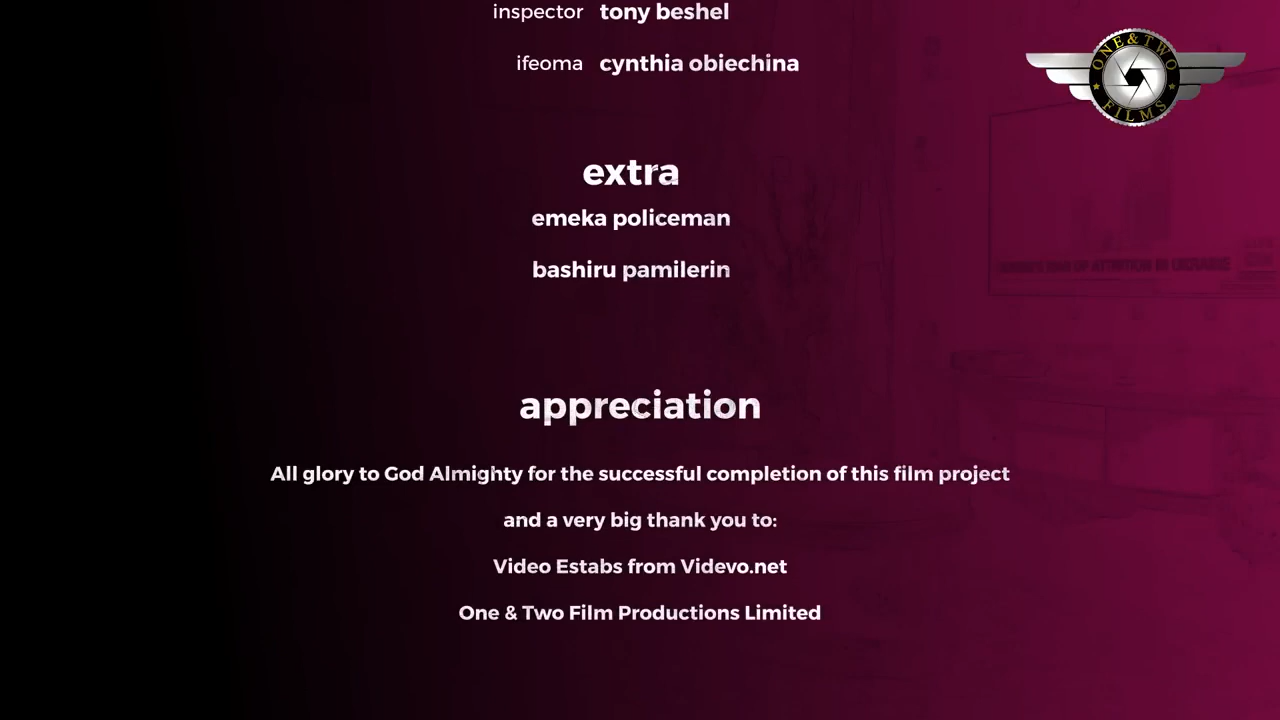 inspector tony beshel
ifeoma cynthia obiechina
ONE & TWO
FILMS
extra
emeka policeman
bashiru pamilerin
appreciation
All glory to God Almighty for the successful completion of this film project
and a very big thank you to:
Video Estabs from Videvo.net
One & Two Film Productions Limited